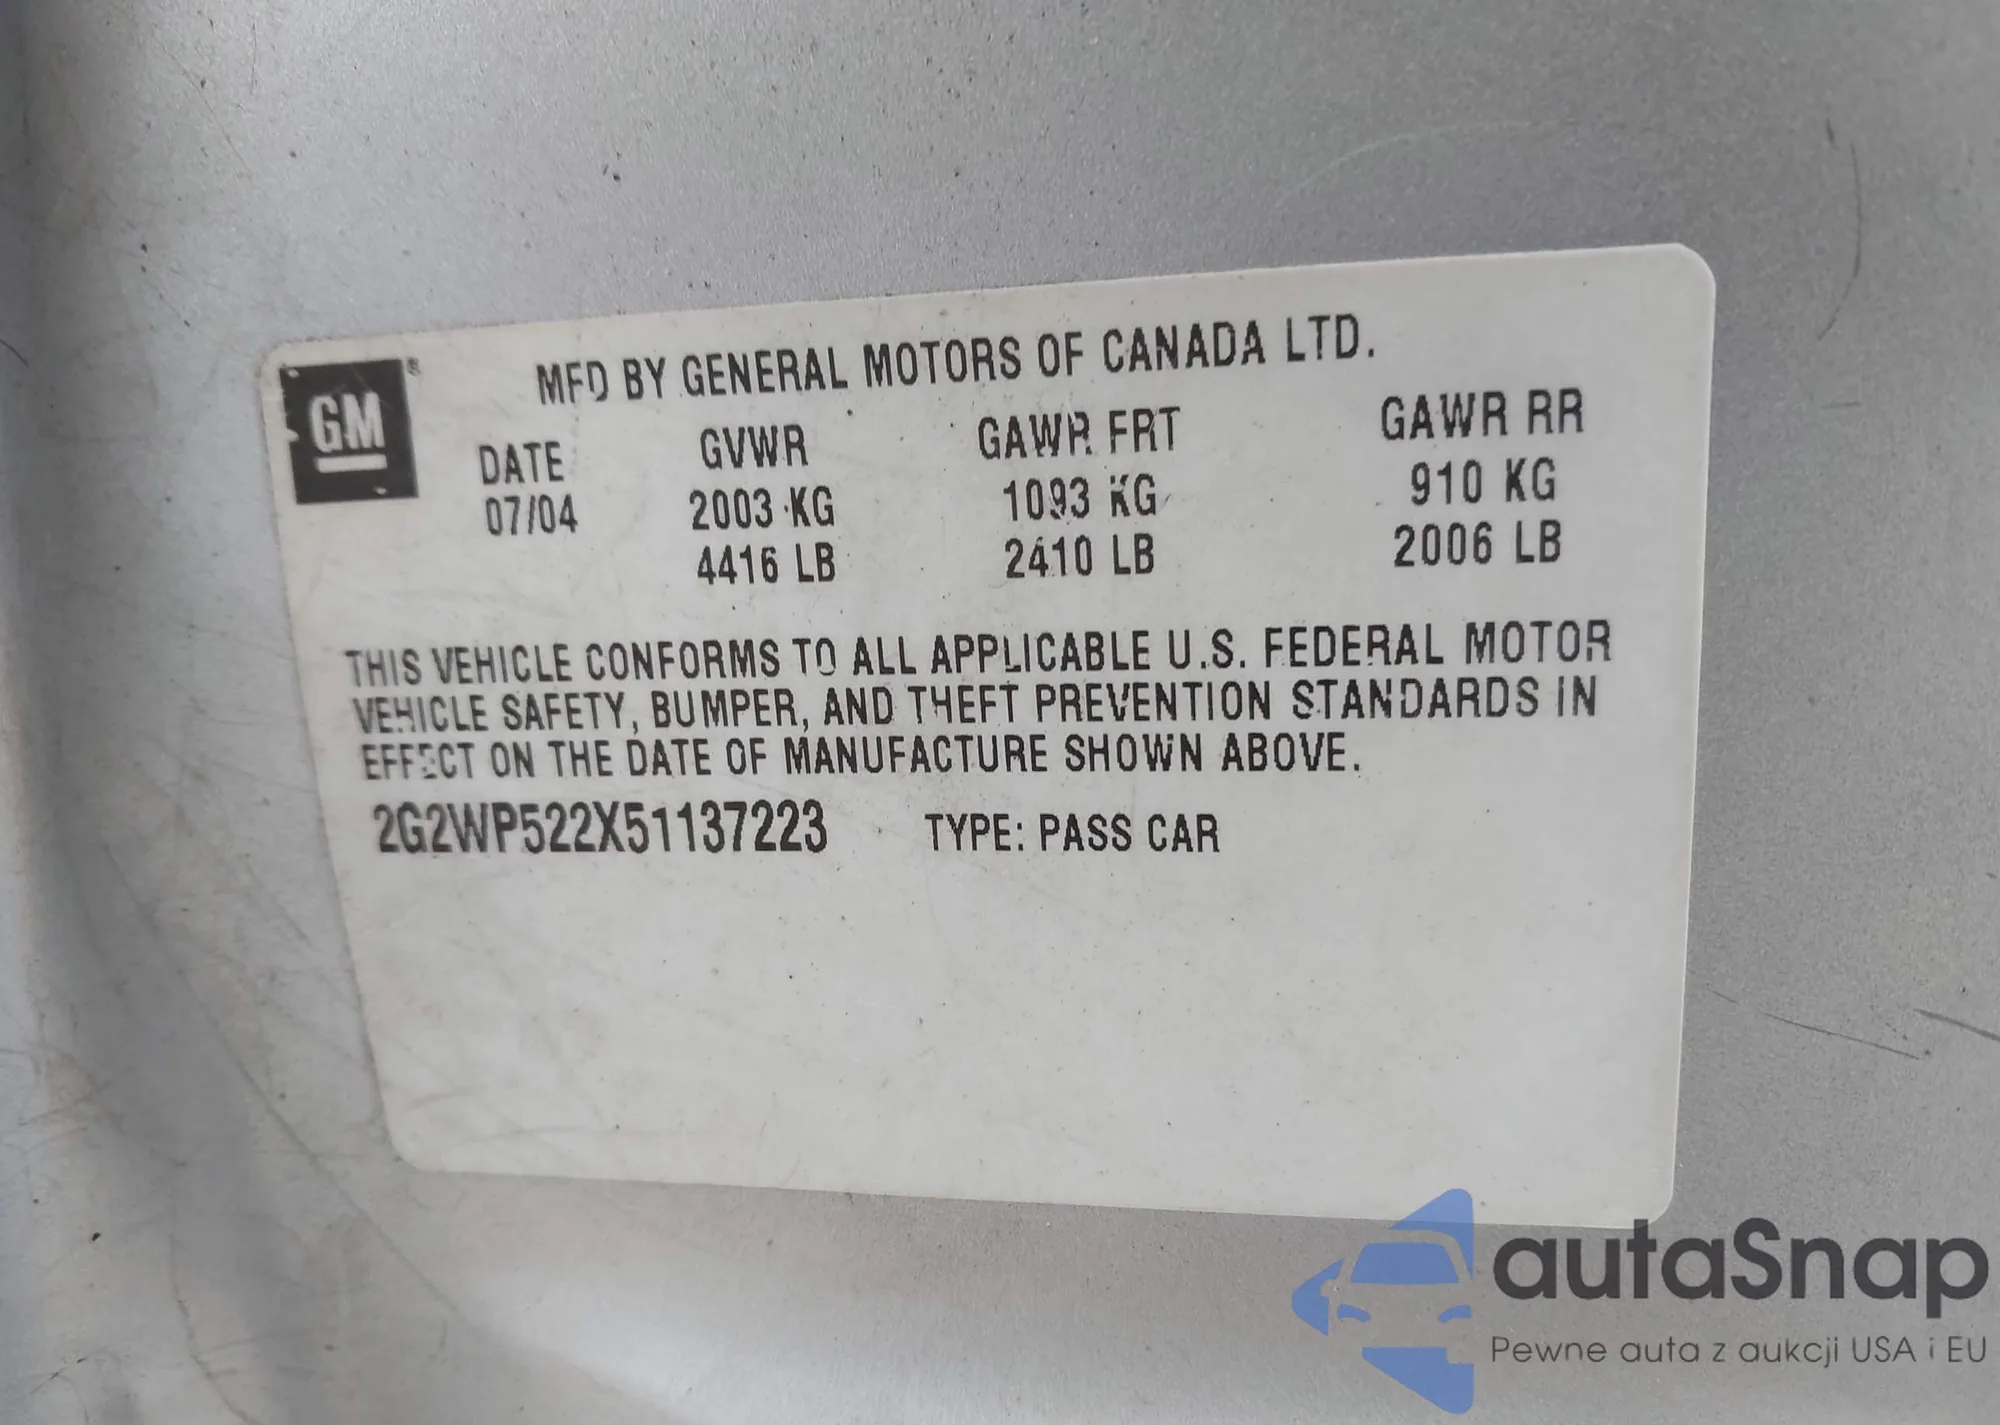 GM ®
MFD BY GENERAL MOTORS OF CANADA LTD.
DATE GVWR GAWR FRT GAWR RR
07/04 2003 KG 1093 KG 910 KG
4416 LB 2410 LB 2006 LB
THIS VEHICLE CONFORMS TO ALL APPLICABLE U.S. FEDERAL MOTOR
VEHICLE SAFETY, BUMPER, AND THEFT PREVENTION STANDARDS IN
EFFECT ON THE DATE OF MANUFACTURE SHOWN ABOVE.
2G2WP522X51137223 TYPE: PASS CAR
autaSnap
Pewne auta z aukcji USA i EU